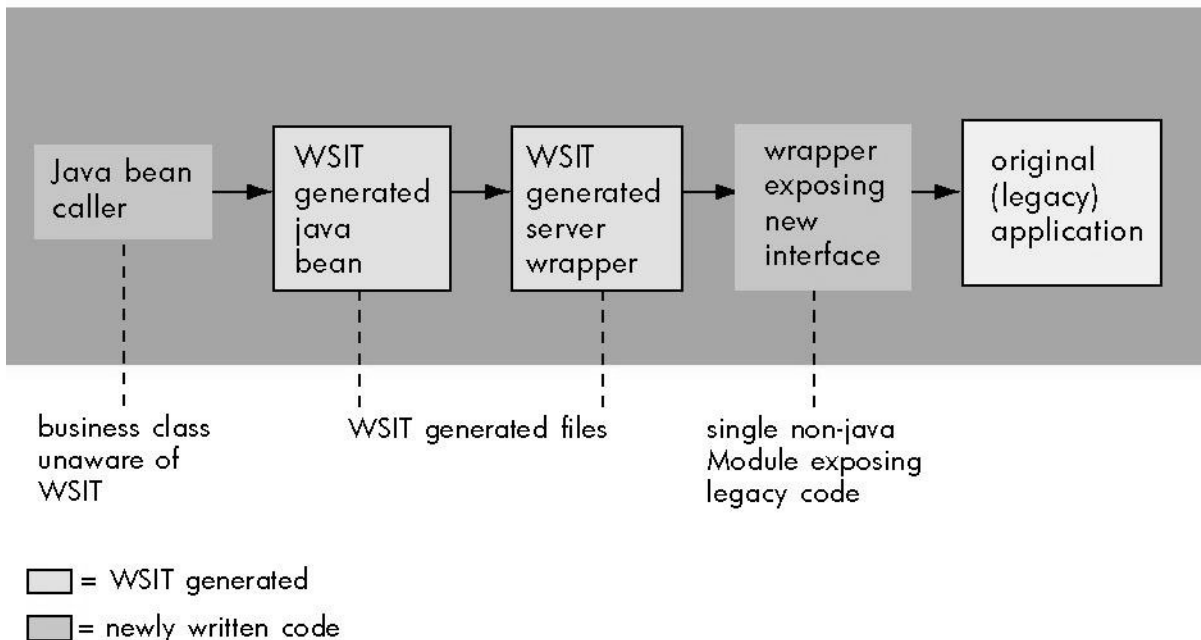 Java bean
caller
WSIT
generated
java
bean
WSIT
generated
server
wrapper
wrapper
exposing
new
interface
original
(legacy)
application
business class
unaware of
WSIT
WSIT generated files
single non-java
Module exposing
legacy code
= WSIT generated
= newly written code